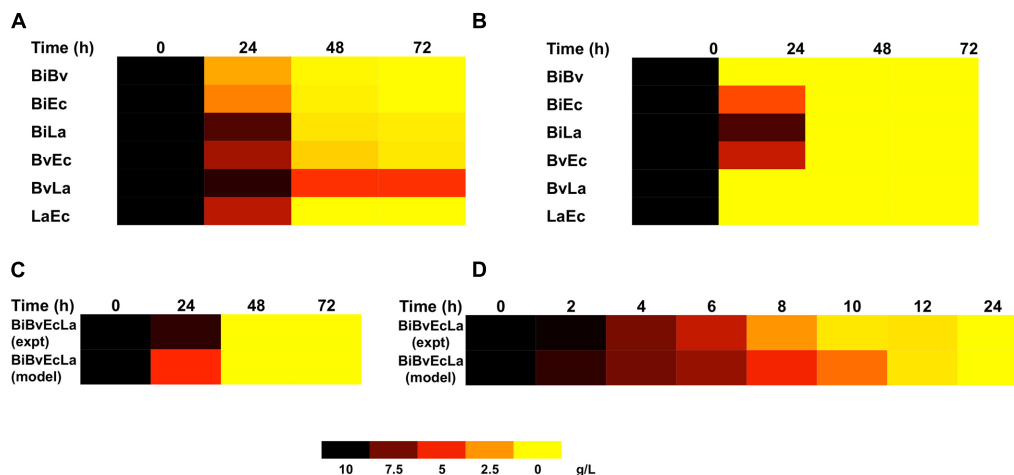 A
Time (h) 0 24 48 72
BiBv
BiEc
BiLa
BvEc
BvLa
LaEc
B
Time (h) 0 24 48 72
BiBv
BiEc
BiLa
BvEc
BvLa
LaEc
C
Time (h) 0 24 48 72
BiBvEcLa
(expt)
BiBvEcLa
(model)
D
Time (h) 0 2 4 6 8 10 12 24
BiBvEcLa
(expt)
BiBvEcLa
(model)
10 7.5 5 2.5 0 g/L